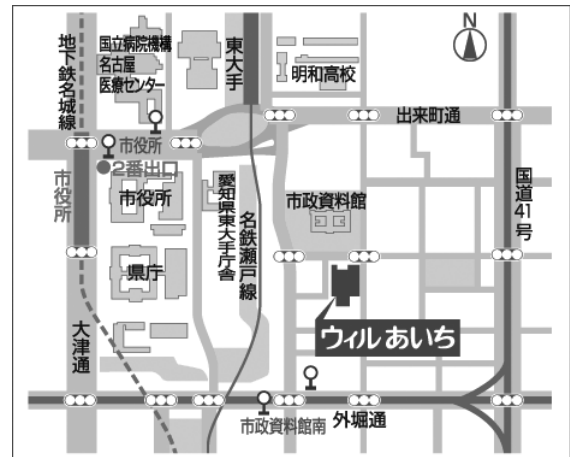 N
地下鉄名城線
国立病院機構
名古屋
医療センター
東大手
明和高校
出来町通
市役所
2番出口
市役所
市役所
愛知県東大手庁舎
名鉄瀬戸線
市政資料館
国道41号
県庁
ウィルあいち
大津通
市政資料館南
外堀通